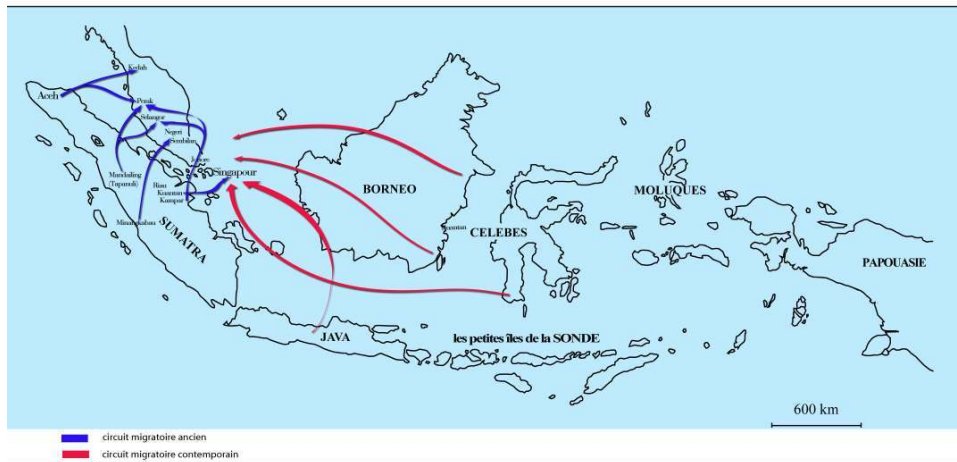 Kedah
Aceh
Perak
Selangor
Negeri
Sembilan
Johore
Singapour
Mandailing
(Tapanuli)
Riau
Kuantan
Kampar
Minangkabau
SUMATRA
BORNEO
CELEBES
MOLUQUES
PAPOUASIE
JAVA
les petites îles de la SONDE
600 km
circuit migratoire ancien
circuit migratoire contemporain